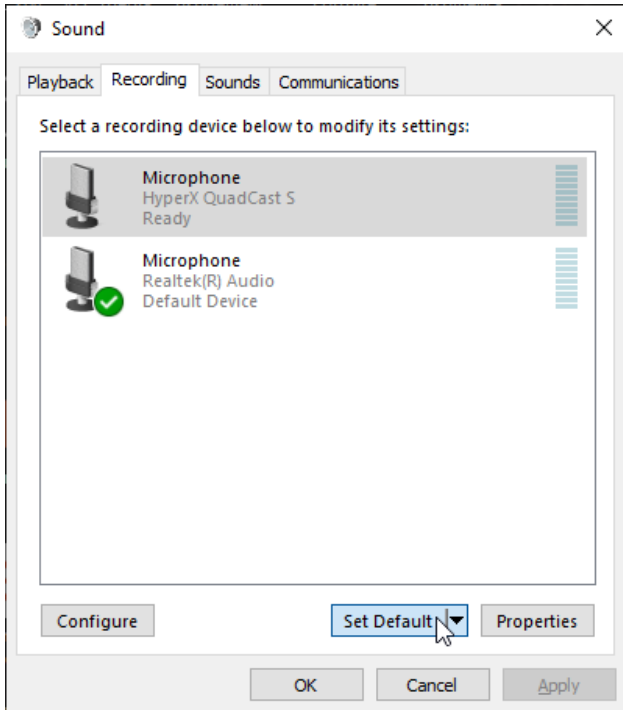 Sound
Playback Recording Sounds Communications
Select a recording device below to modify its settings:
Microphone
HyperX QuadCast S
Ready
Microphone
Realtek(R) Audio
Default Device
Configure Set Default Properties
OK Cancel Apply